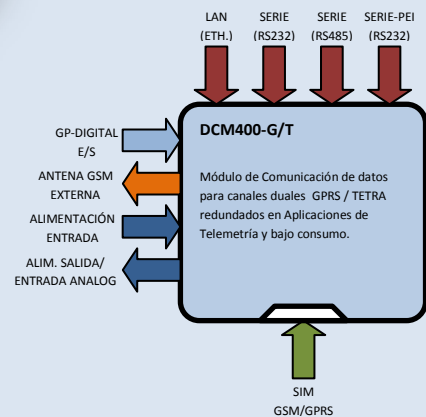 LAN
(ETH.)
SERIE
(RS232)
SERIE
(RS485)
SERIE-PEI
(RS232)
GP-DIGITAL
E/S
ANTENA GSM
EXTERNA
ALIMENTACIÓN
ENTRADA
ALIM. SALIDA/
ENTRADA ANALOG
DCM400-G/T
Módulo de Comunicación de datos
para canales duales GPRS / TETRA
redundados en Aplicaciones de
Telemetría y bajo consumo.
SIM
GSM/GPRS